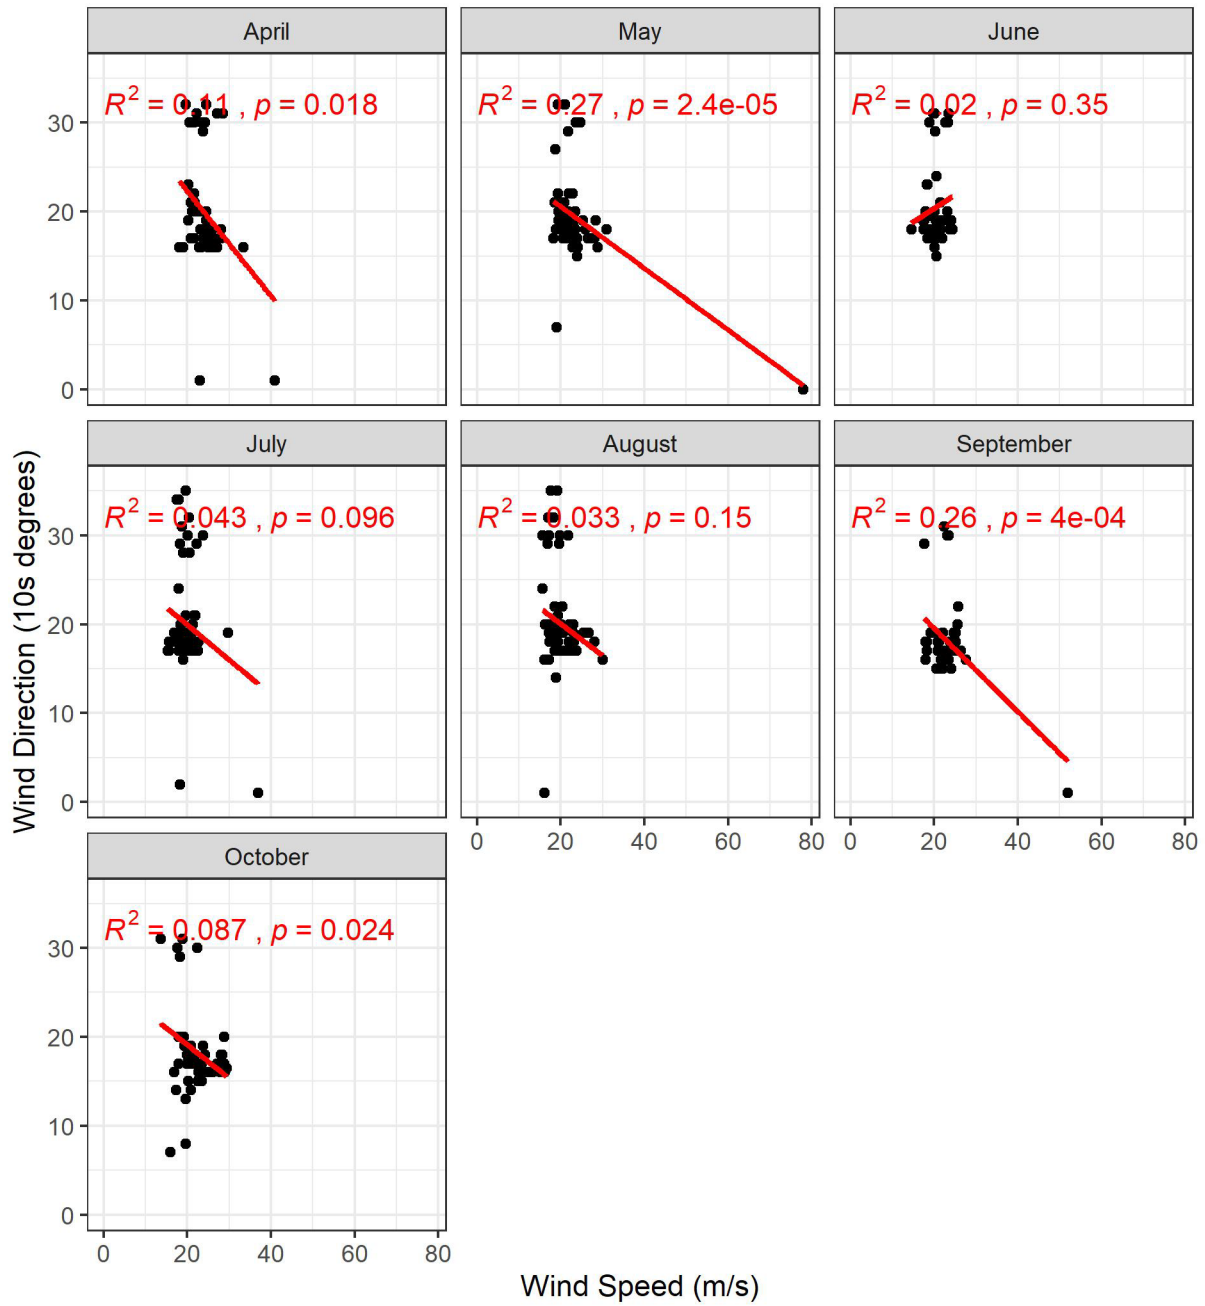 April
May
June
R² = 0.11 , p = 0.018
R² = 0.27 , p = 2.4e-05
R² = 0.02 , p = 0.35
30
20
10
0
July
August
September
R² = 0.043 , p = 0.096
R² = 0.033 , p = 0.15
R² = 0.26 , p = 4e-04
30
20
10
0
0 20 40 60 80
0 20 40 60 80
October
R² = 0.087 , p = 0.024
30
20
10
0
0 20 40 60 80
Wind Direction (10s degrees)
Wind Speed (m/s)